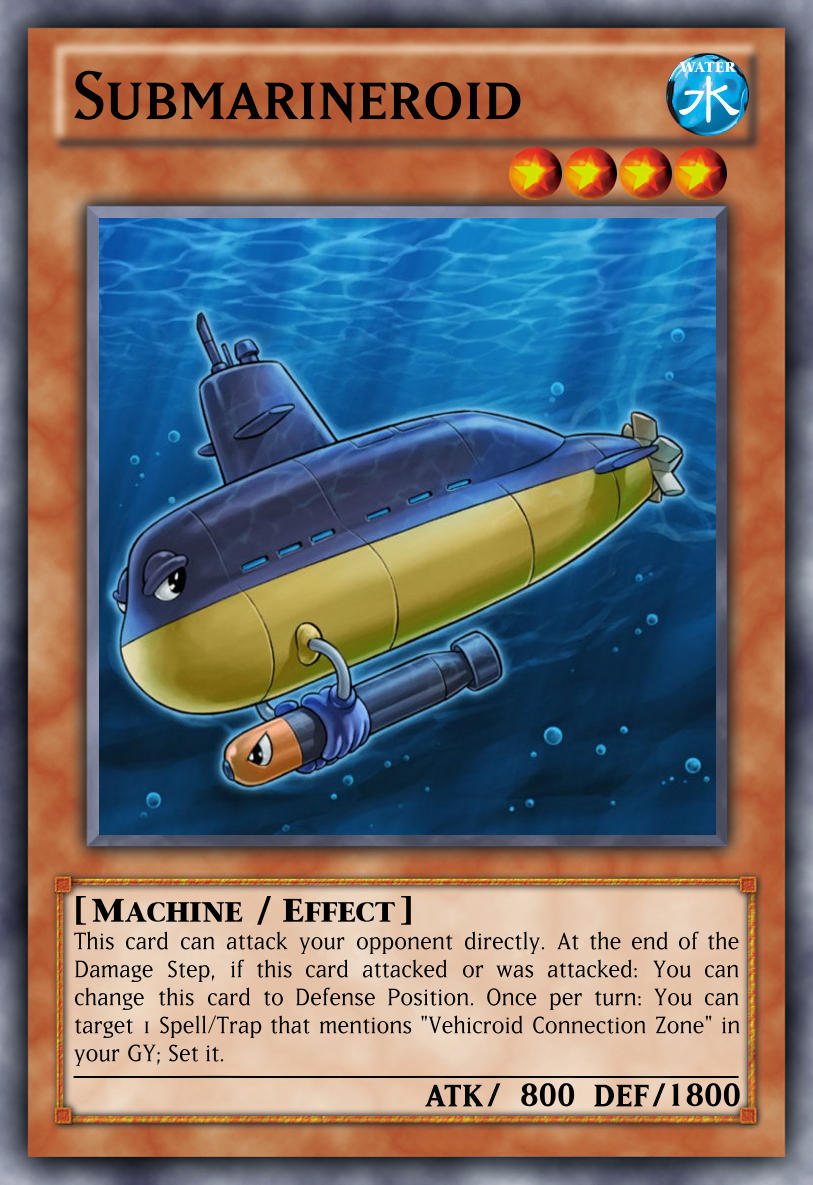 Submarineroid
WATER
水
[ Machine / Effect ]
This card can attack your opponent directly. At the end of the
Damage Step, if this card attacked or was attacked: You can
change this card to Defense Position. Once per turn: You can
target 1 Spell/Trap that mentions "Vehicroid Connection Zone" in
your GY; Set it.
ATK/ 800 DEF/1800